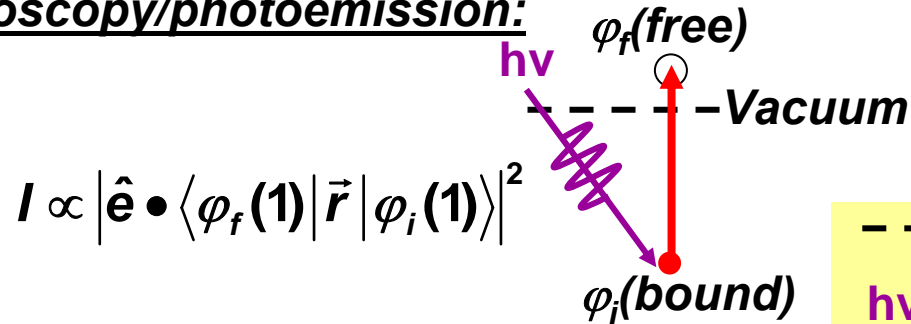 oscopy/photoemission:
φf(free)
hν
Vacuum
I ∝ |ê • ⟨φf(1)|r⃗|φi(1)⟩|²
φi(bound)
hν